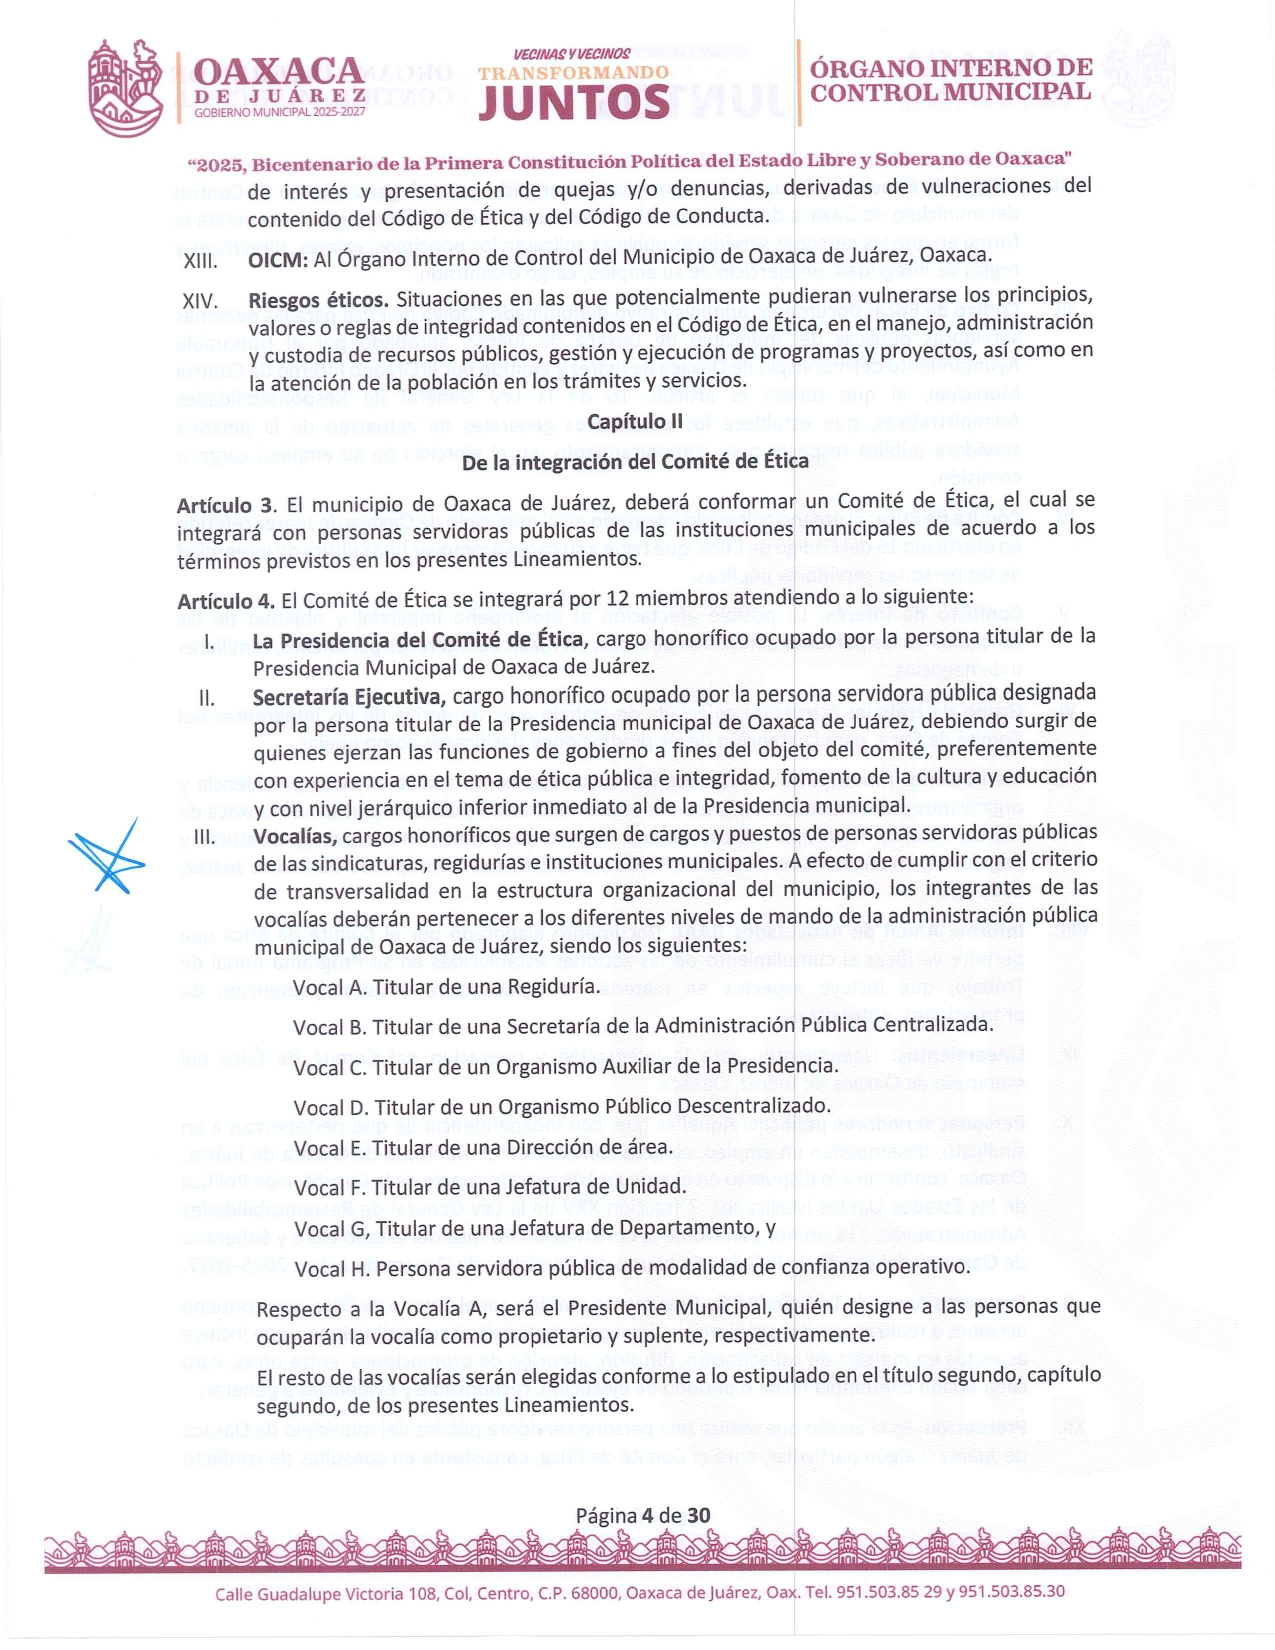 OAXACA
DE JUÁREZ
GOBIERNO MUNICIPAL 2025-2027
VECINAS Y VECINOS
TRANSFORMANDO
JUNTOS
ÓRGANO INTERNO DE
CONTROL MUNICIPAL
“2025, Bicentenario de la Primera Constitución Política del Estado Libre y Soberano de Oaxaca"
de interés y presentación de quejas y/o denuncias, derivadas de vulneraciones del
contenido del Código de Ética y del Código de Conducta.
XIII. OICM: Al Órgano Interno de Control del Municipio de Oaxaca de Juárez, Oaxaca.
XIV. Riesgos éticos. Situaciones en las que potencialmente pudieran vulnerarse los principios,
valores o reglas de integridad contenidos en el Código de Ética, en el manejo, administración
y custodia de recursos públicos, gestión y ejecución de programas y proyectos, así como en
la atención de la población en los trámites y servicios.
Capítulo II
De la integración del Comité de Ética
Artículo 3. El municipio de Oaxaca de Juárez, deberá conformar un Comité de Ética, el cual se
integrará con personas servidoras públicas de las instituciones municipales de acuerdo a los
términos previstos en los presentes Lineamientos.
Artículo 4. El Comité de Ética se integrará por 12 miembros atendiendo a lo siguiente:
I. La Presidencia del Comité de Ética, cargo honorífico ocupado por la persona titular de la
Presidencia Municipal de Oaxaca de Juárez.
II. Secretaría Ejecutiva, cargo honorífico ocupado por la persona servidora pública designada
por la persona titular de la Presidencia municipal de Oaxaca de Juárez, debiendo surgir de
quienes ejerzan las funciones de gobierno a fines del objeto del comité, preferentemente
con experiencia en el tema de ética pública e integridad, fomento de la cultura y educación
y con nivel jerárquico inferior inmediato al de la Presidencia municipal.
III. Vocalías, cargos honoríficos que surgen de cargos y puestos de personas servidoras públicas
de las sindicaturas, regidurías e instituciones municipales. A efecto de cumplir con el criterio
de transversalidad en la estructura organizacional del municipio, los integrantes de las
vocalías deberán pertenecer a los diferentes niveles de mando de la administración pública
municipal de Oaxaca de Juárez, siendo los siguientes:
Vocal A. Titular de una Regiduría.
Vocal B. Titular de una Secretaría de la Administración Pública Centralizada.
Vocal C. Titular de un Organismo Auxiliar de la Presidencia.
Vocal D. Titular de un Organismo Público Descentralizado.
Vocal E. Titular de una Dirección de área.
Vocal F. Titular de una Jefatura de Unidad.
Vocal G, Titular de una Jefatura de Departamento, y
Vocal H. Persona servidora pública de modalidad de confianza operativo.
Respecto a la Vocalía A, será el Presidente Municipal, quién designe a las personas que
ocuparán la vocalía como propietario y suplente, respectivamente.
El resto de las vocalías serán elegidas conforme a lo estipulado en el título segundo, capítulo
segundo, de los presentes Lineamientos.
Página 4 de 30
Calle Guadalupe Victoria 108, Col, Centro, C.P. 68000, Oaxaca de Juárez, Oax. Tel. 951.503.85 29 y 951.503.85.30